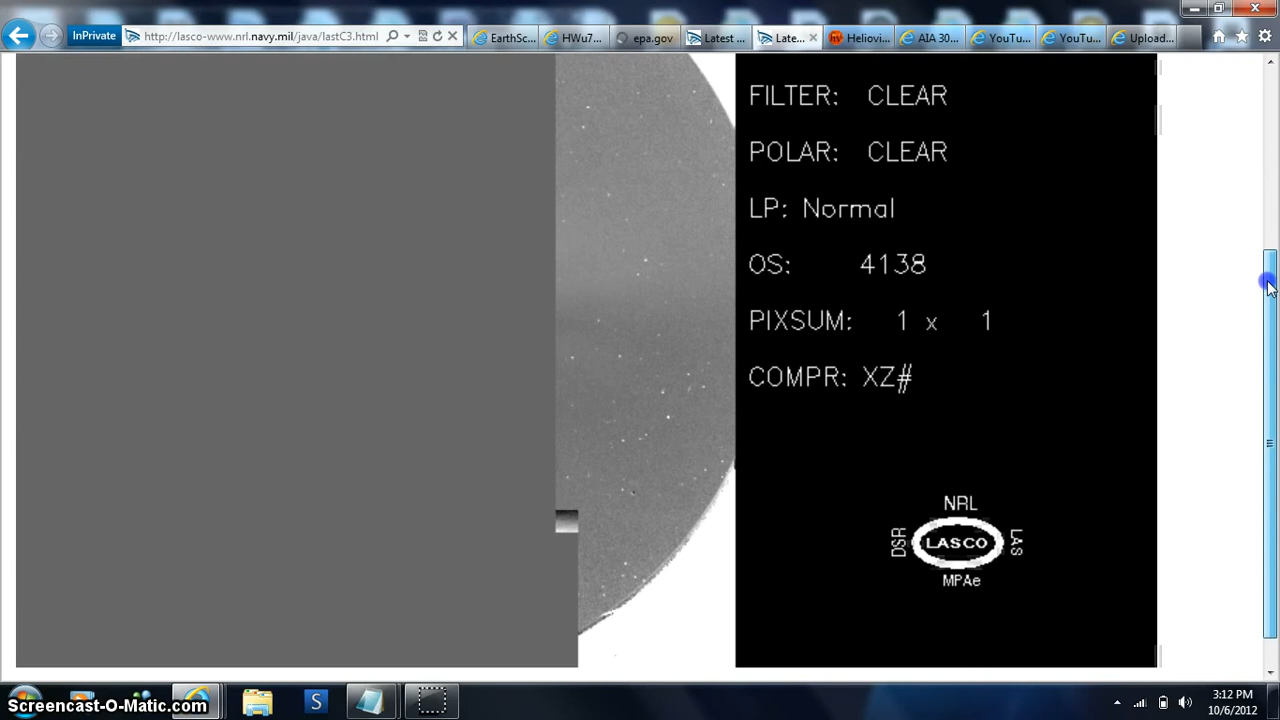 InPrivate
http://lasco-www.nrl.navy.mil/java/lastC3.html
EarthSc...
HWu7...
epa.gov
Latest ...
Late...
Heliovi...
AIA 30...
YouTu...
YouTu...
Upload...
FILTER: CLEAR
POLAR: CLEAR
LP: Normal
OS: 4138
PIXSUM: 1 x 1
COMPR: XZ#
NRL
DSR LASCO LAS
MPAe
S
Screencast-O-Matic.com
3:12 PM
10/6/2012